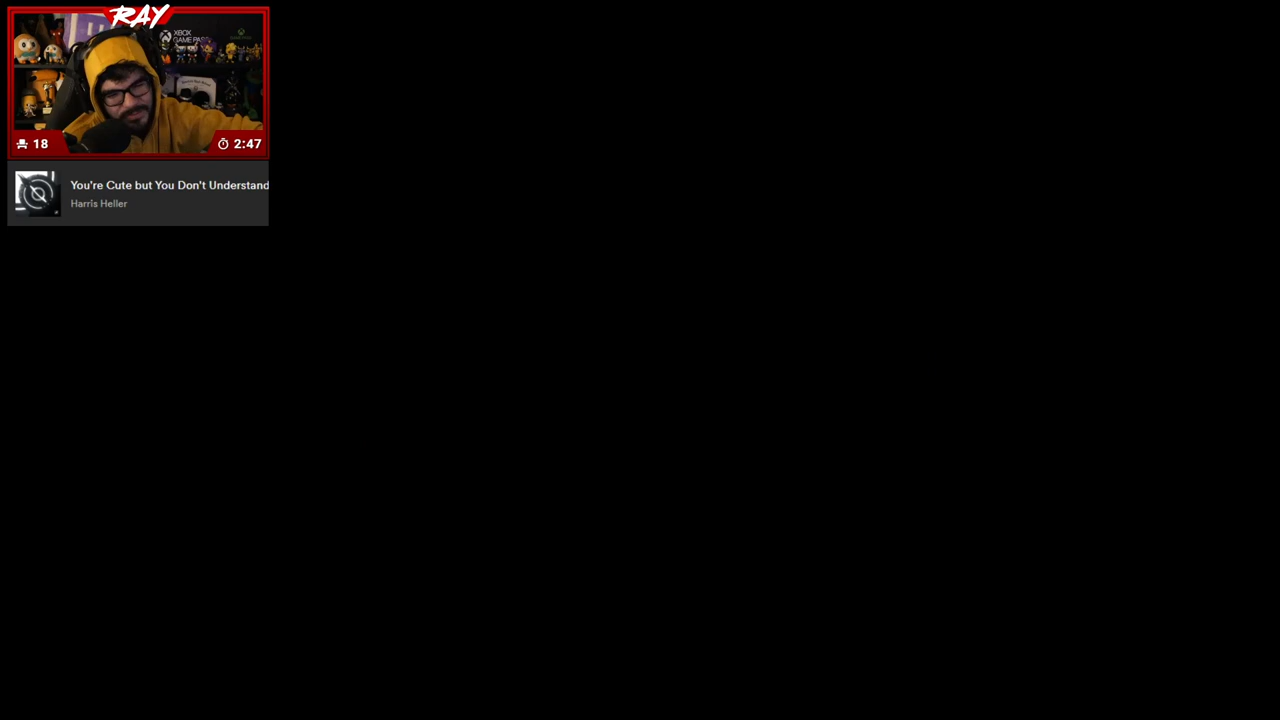 RAY
XBOX
GAME PASS
18
2:47
You're Cute but You Don't Understand
Harris Heller